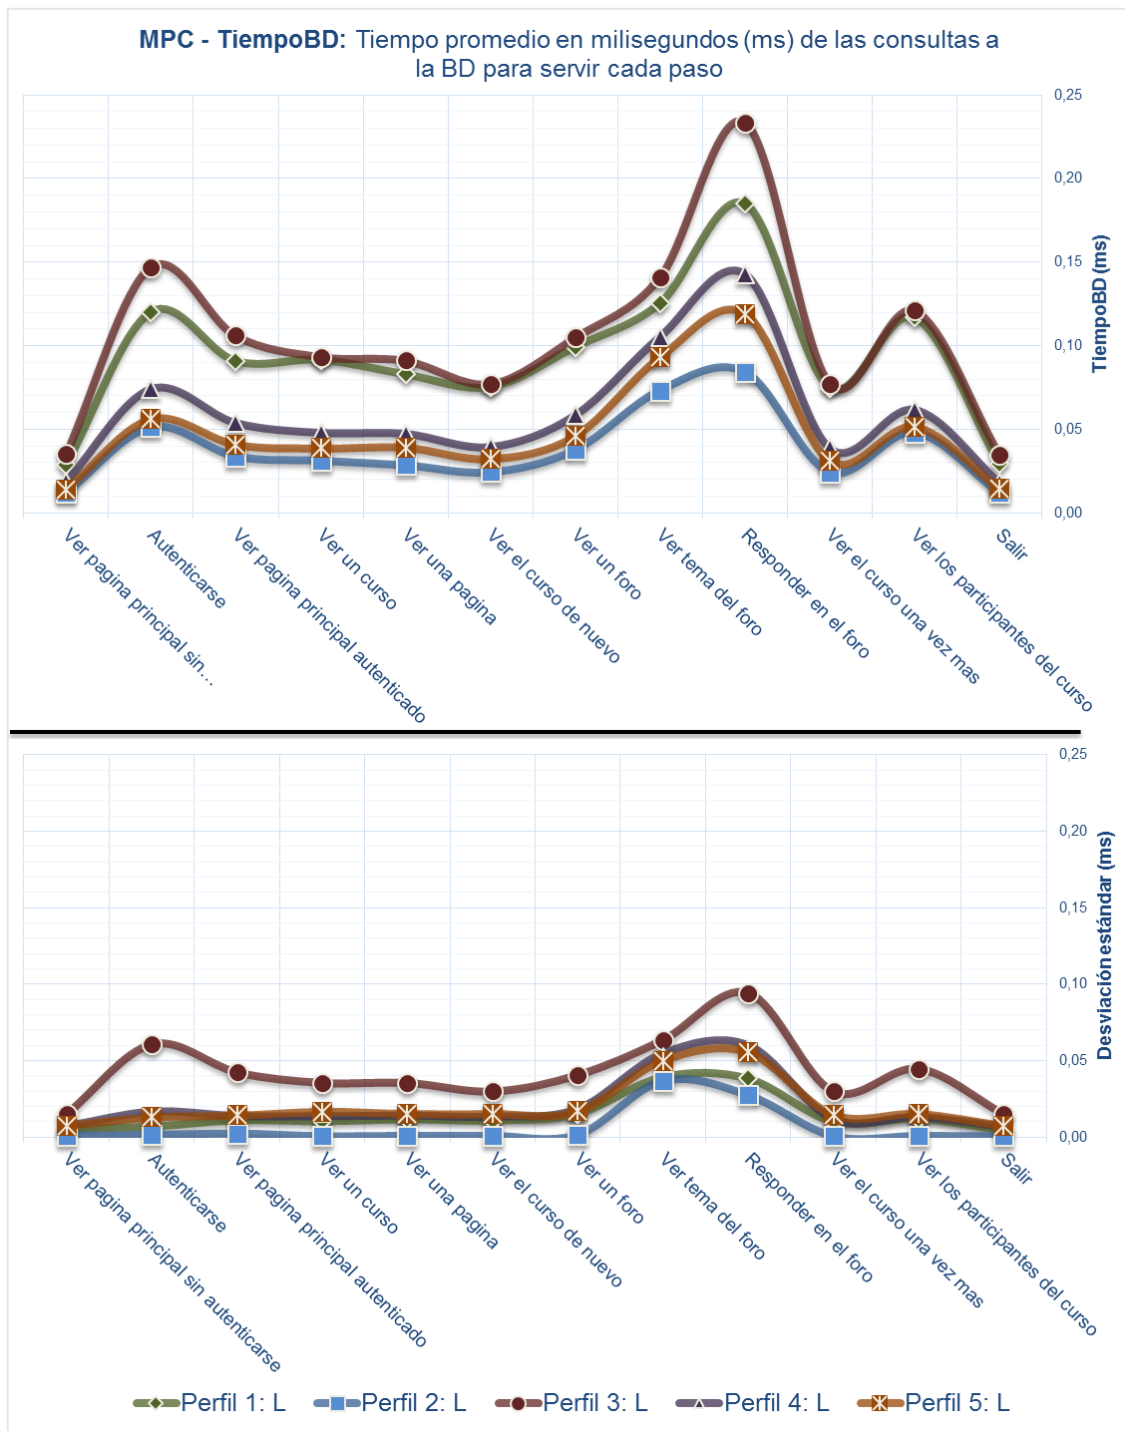 MPC - TiempoBD: Tiempo promedio en milisegundos (ms) de las consultas a
la BD para servir cada paso
0,25
0,20
0,15
0,10
0,05
0,00
TiempoBD (ms)
Ver pagina principal sin...
Autenticarse
Ver pagina principal autenticado
Ver un curso
Ver una pagina
Ver el curso de nuevo
Ver un foro
Ver tema del foro
Responder en el foro
Ver el curso una vez mas
Ver los participantes del curso
Salir
0,25
0,20
0,15
0,10
0,05
0,00
Desviación estándar (ms)
Ver pagina principal sin autenticarse
Autenticarse
Ver pagina principal autenticado
Ver un curso
Ver una pagina
Ver el curso de nuevo
Ver un foro
Ver tema del foro
Responder en el foro
Ver el curso una vez mas
Ver los participantes del curso
Salir
Perfil 1: L
Perfil 2: L
Perfil 3: L
Perfil 4: L
Perfil 5: L